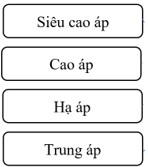 Siêu cao áp
Cao áp
Hạ áp
Trung áp